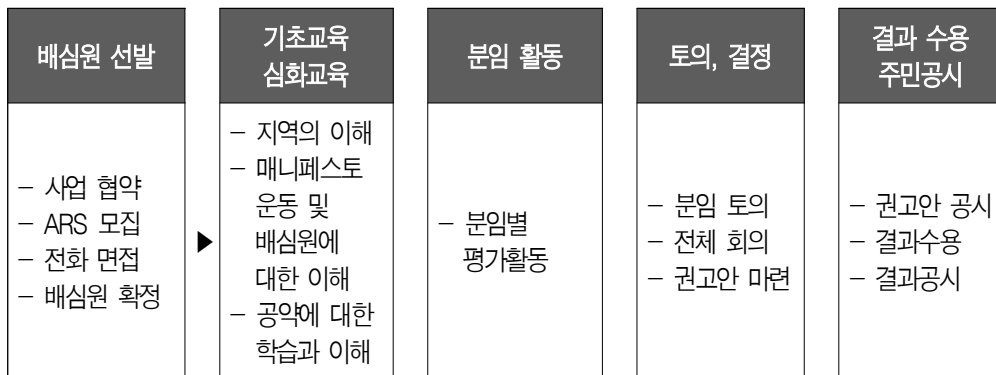 배심원 선발
- 사업 협약
- ARS 모집
- 전화 면접
- 배심원 확정
▶
기초교육
심화교육
- 지역의 이해
- 매니페스토
운동 및
배심원에
대한 이해
- 공약에 대한
학습과 이해
분임 활동
- 분임별
평가활동
토의, 결정
- 분임 토의
- 전체 회의
- 권고안 마련
결과 수용
주민공시
- 권고안 공시
- 결과수용
- 결과공시